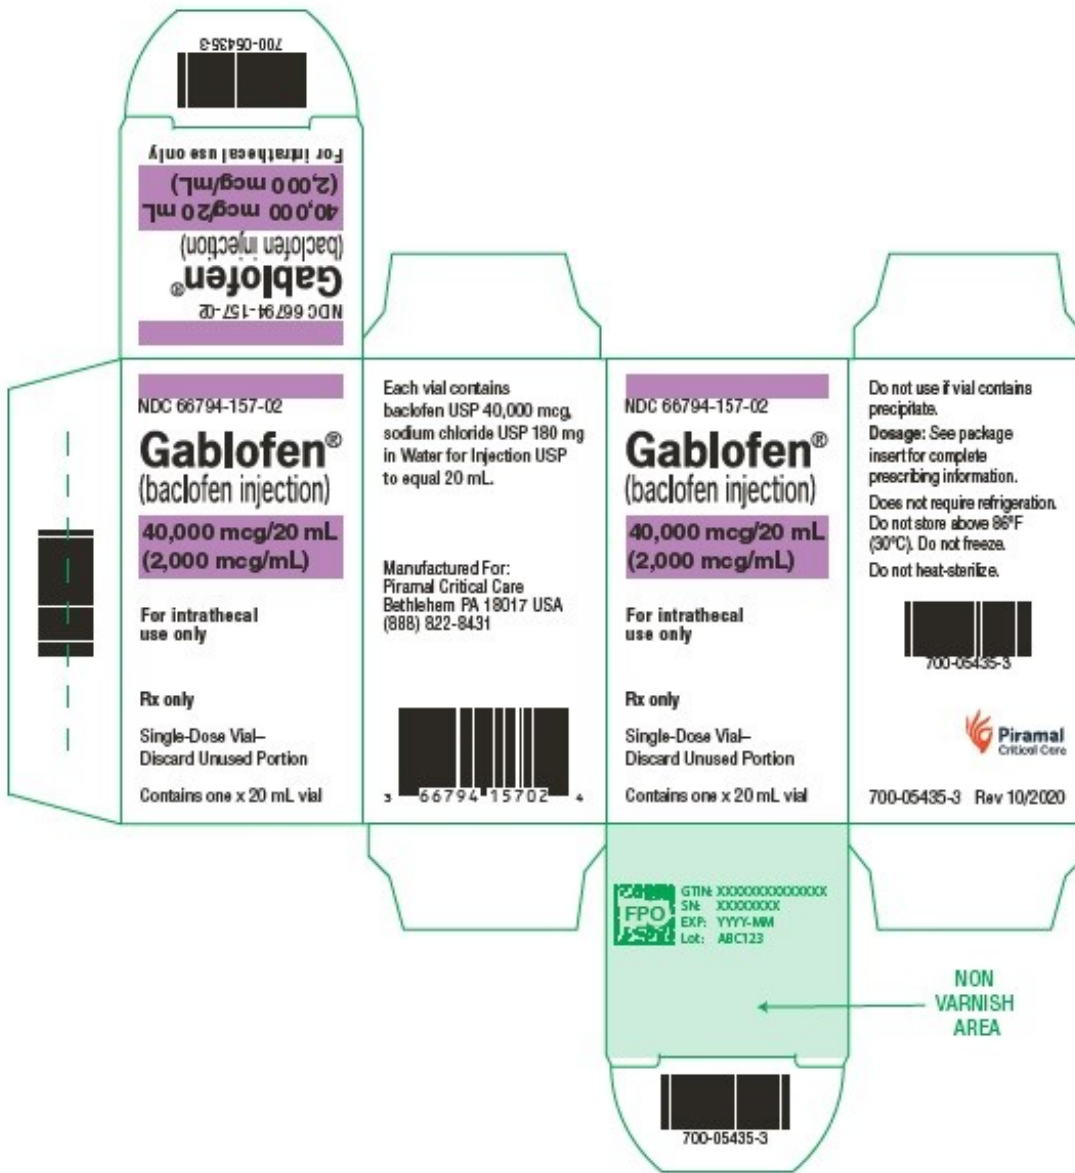 700-05435-3
For intrathecal use only
(2,000 mcg/mL)
40,000 mcg/20 mL
(baclofen injection)
Gablofen®
NDC 66794-157-02
NDC 66794-157-02
Gablofen®
(baclofen injection)
40,000 mcg/20 mL
(2,000 mcg/mL)
For intrathecal
use only
Rx only
Single-Dose Vial–
Discard Unused Portion
Contains one x 20 mL vial
Each vial contains
baclofen USP 40,000 mcg,
sodium chloride USP 180 mg
in Water for Injection USP
to equal 20 mL.
Manufactured For:
Piramal Critical Care
Bethlehem PA 18017 USA
(888) 822-8431
3 66794 15702 4
NDC 66794-157-02
Gablofen®
(baclofen injection)
40,000 mcg/20 mL
(2,000 mcg/mL)
For intrathecal
use only
Rx only
Single-Dose Vial–
Discard Unused Portion
Contains one x 20 mL vial
Do not use if vial contains
precipitate.
Dosage: See package
insert for complete
prescribing information.
Does not require refrigeration.
Do not store above 86°F
(30°C). Do not freeze.
Do not heat-sterilize.
700-05435-3
Piramal
Critical Care
700-05435-3 Rev 10/2020
FPO
GTIN: XXXXXXXXXXXXXX
SN: XXXXXXXX
EXP: YYYY-MM
Lot: ABC123
NON
VARNISH
AREA
700-05435-3